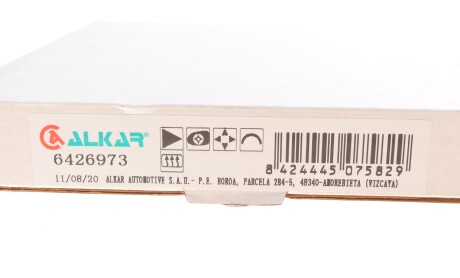 ALKAR®
6426973
8 424445 075829
11/08/20 ALKAR AUTOMOTIVE S.A.U.- P.E. BOROA, PARCELA 2B4-5, 48340-AMOREBIETA (VIZCAYA)